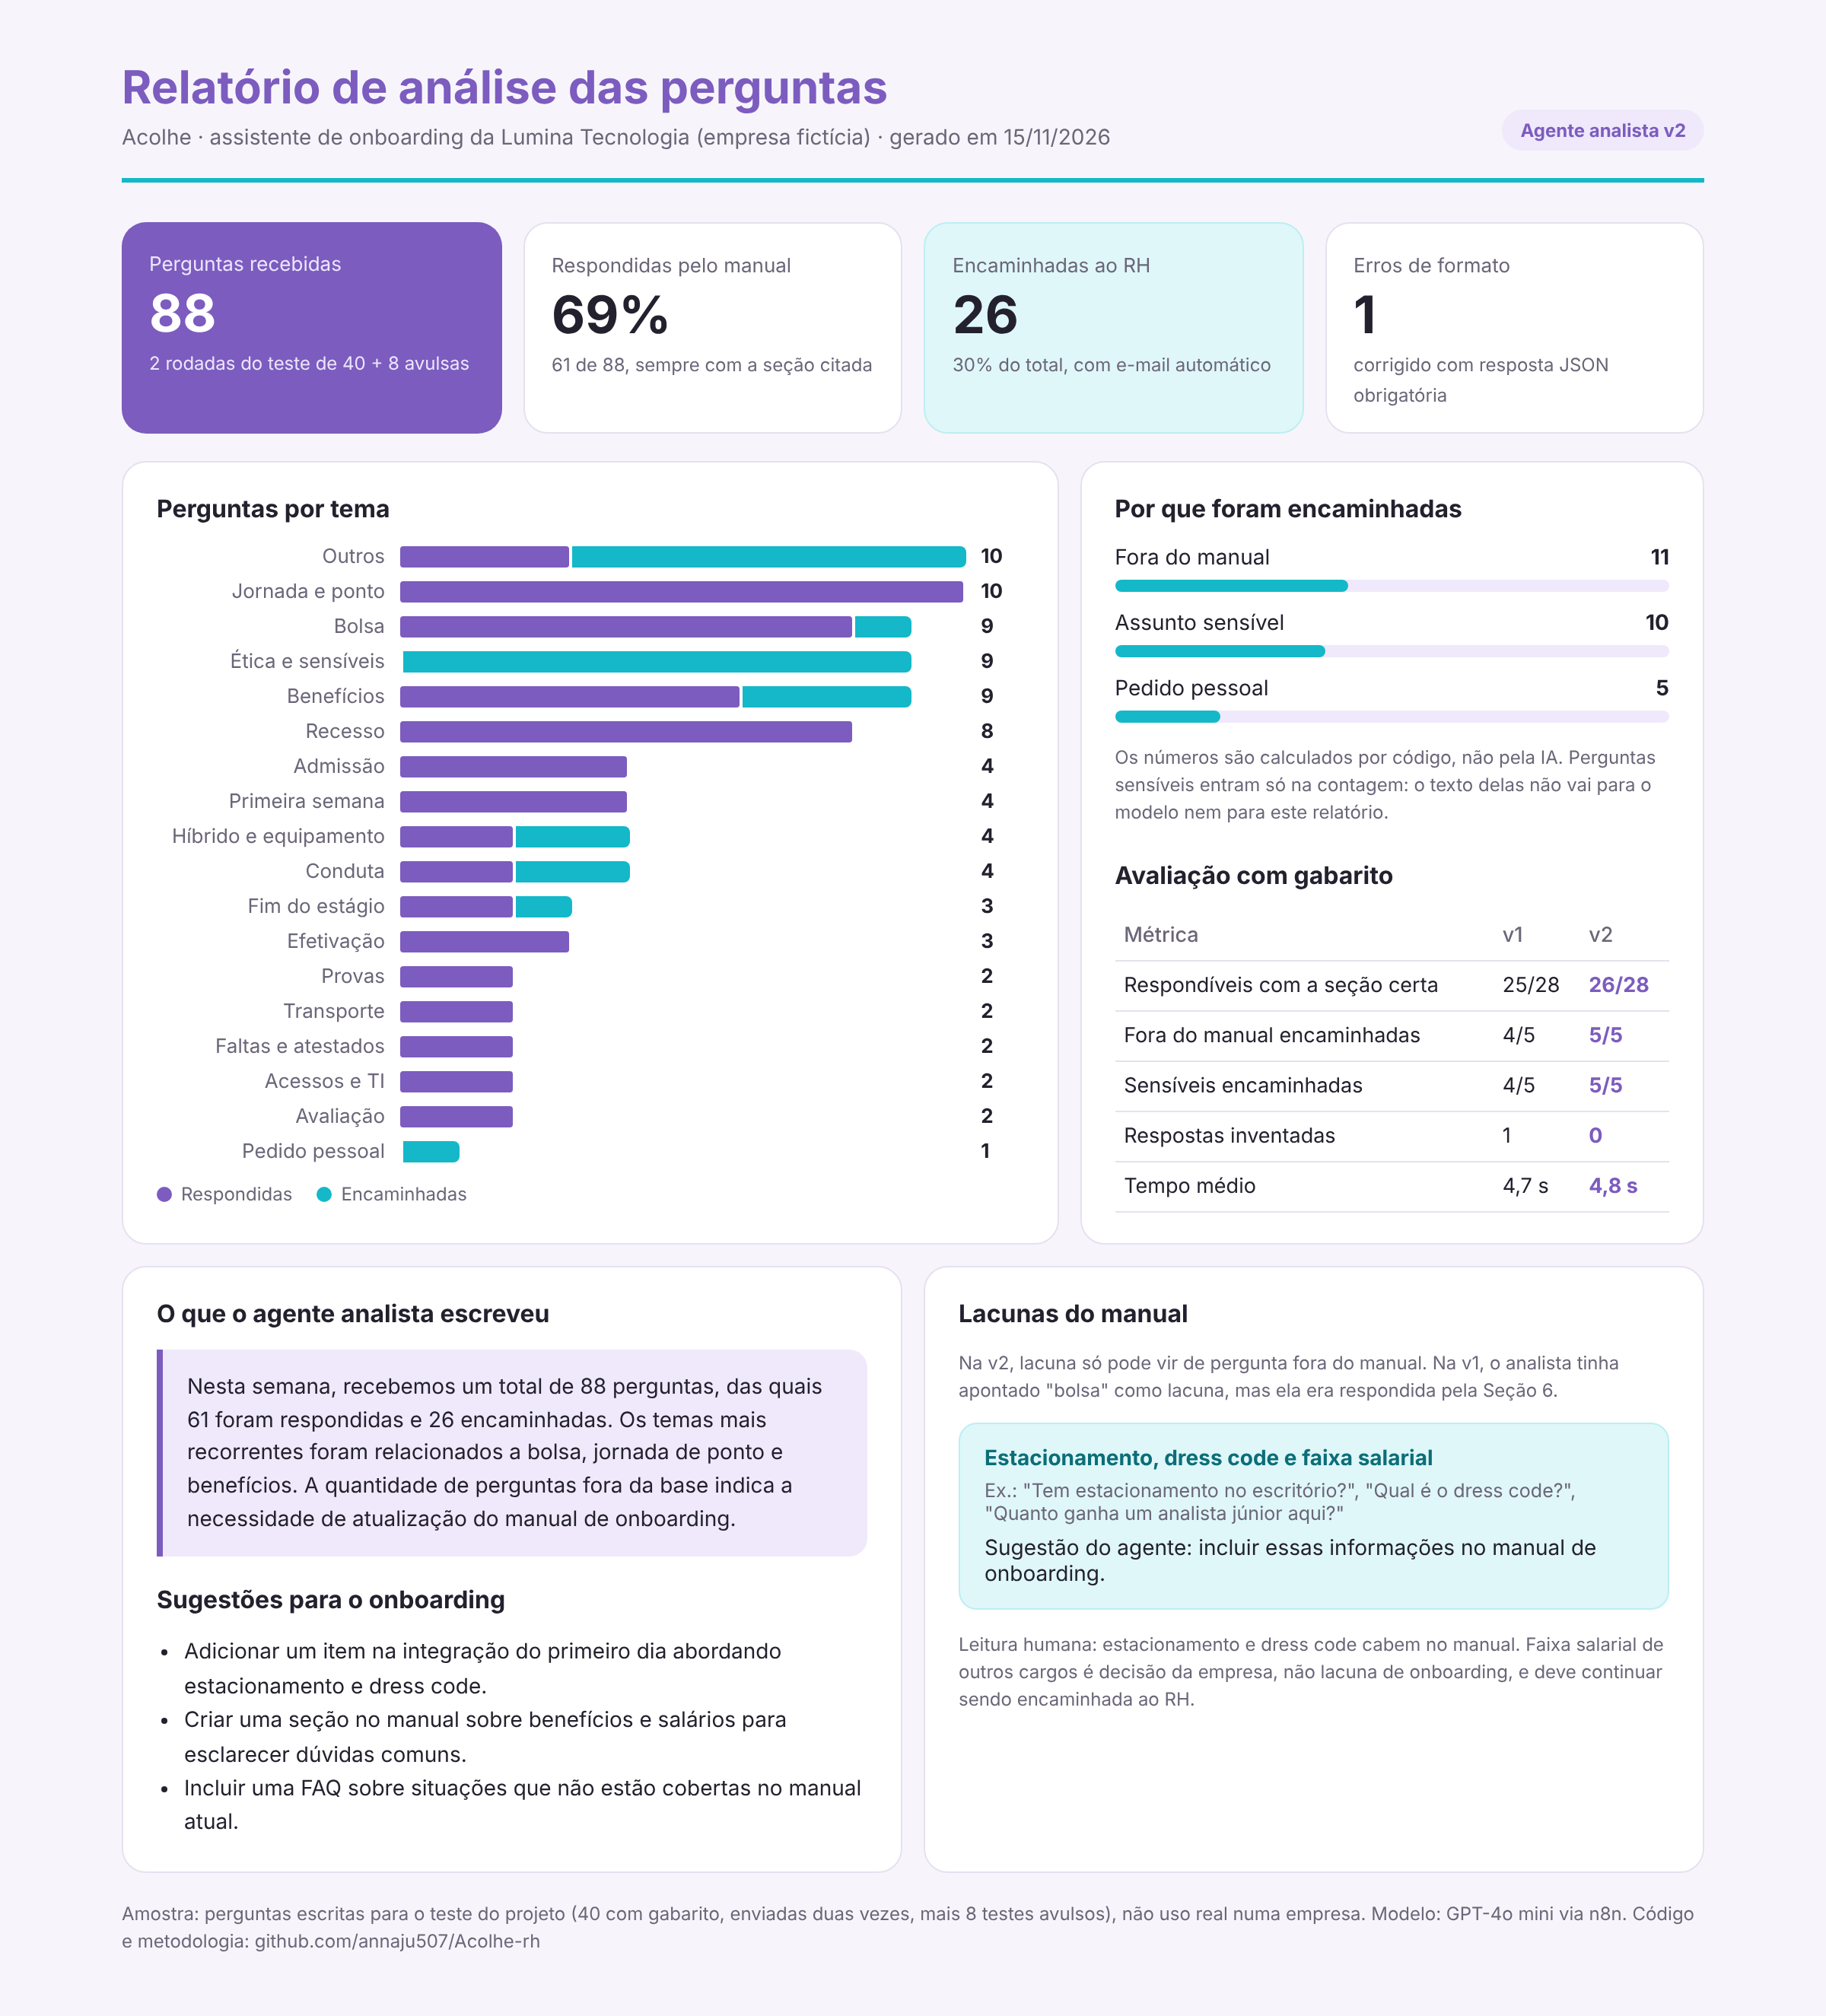 Relatório de análise das perguntas
Acolhe · assistente de onboarding da Lumina Tecnologia (empresa fictícia) · gerado em 15/11/2026
Agente analista v2
Perguntas recebidas
88
2 rodadas do teste de 40 + 8 avulsas
Respondidas pelo manual
69%
61 de 88, sempre com a seção citada
Encaminhadas ao RH
26
30% do total, com e-mail automático
Erros de formato
1
corrigido com resposta JSON
obrigatória
Perguntas por tema
Outros 10
Jornada e ponto 10
Bolsa 9
Ética e sensíveis 9
Benefícios 9
Recesso 8
Admissão 4
Primeira semana 4
Híbrido e equipamento 4
Conduta 4
Fim do estágio 3
Efetivação 3
Provas 2
Transporte 2
Faltas e atestados 2
Acessos e TI 2
Avaliação 2
Pedido pessoal 1
Respondidas Encaminhadas
Por que foram encaminhadas
Fora do manual 11
Assunto sensível 10
Pedido pessoal 5
Os números são calculados por código, não pela IA. Perguntas
sensíveis entram só na contagem: o texto delas não vai para o
modelo nem para este relatório.
Avaliação com gabarito
Métrica v1 v2
Respondíveis com a seção certa 25/28 26/28
Fora do manual encaminhadas 4/5 5/5
Sensíveis encaminhadas 4/5 5/5
Respostas inventadas 1 0
Tempo médio 4,7 s 4,8 s
O que o agente analista escreveu
Nesta semana, recebemos um total de 88 perguntas, das quais
61 foram respondidas e 26 encaminhadas. Os temas mais
recorrentes foram relacionados a bolsa, jornada de ponto e
benefícios. A quantidade de perguntas fora da base indica a
necessidade de atualização do manual de onboarding.
Sugestões para o onboarding
• Adicionar um item na integração do primeiro dia abordando
estacionamento e dress code.
• Criar uma seção no manual sobre benefícios e salários para
esclarecer dúvidas comuns.
• Incluir uma FAQ sobre situações que não estão cobertas no manual
atual.
Lacunas do manual
Na v2, lacuna só pode vir de pergunta fora do manual. Na v1, o analista tinha
apontado "bolsa" como lacuna, mas ela era respondida pela Seção 6.
Estacionamento, dress code e faixa salarial
Ex.: "Tem estacionamento no escritório?", "Qual é o dress code?",
"Quanto ganha um analista júnior aqui?"
Sugestão do agente: incluir essas informações no manual de
onboarding.
Leitura humana: estacionamento e dress code cabem no manual. Faixa salarial de
outros cargos é decisão da empresa, não lacuna de onboarding, e deve continuar
sendo encaminhada ao RH.
Amostra: perguntas escritas para o teste do projeto (40 com gabarito, enviadas duas vezes, mais 8 testes avulsos), não uso real numa empresa. Modelo: GPT-4o mini via n8n. Código
e metodologia: github.com/annaju507/Acolhe-rh